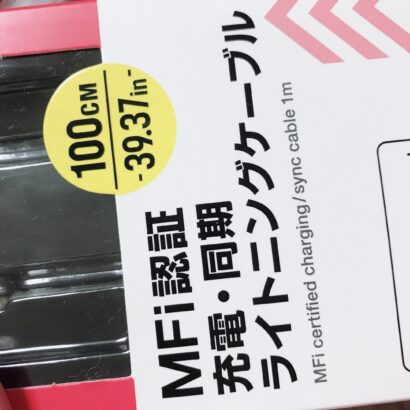 100CM
-39.37in-
MFi認証
充電・同期
ライトニングケーブル
MFi certified charging/sync cable 1m